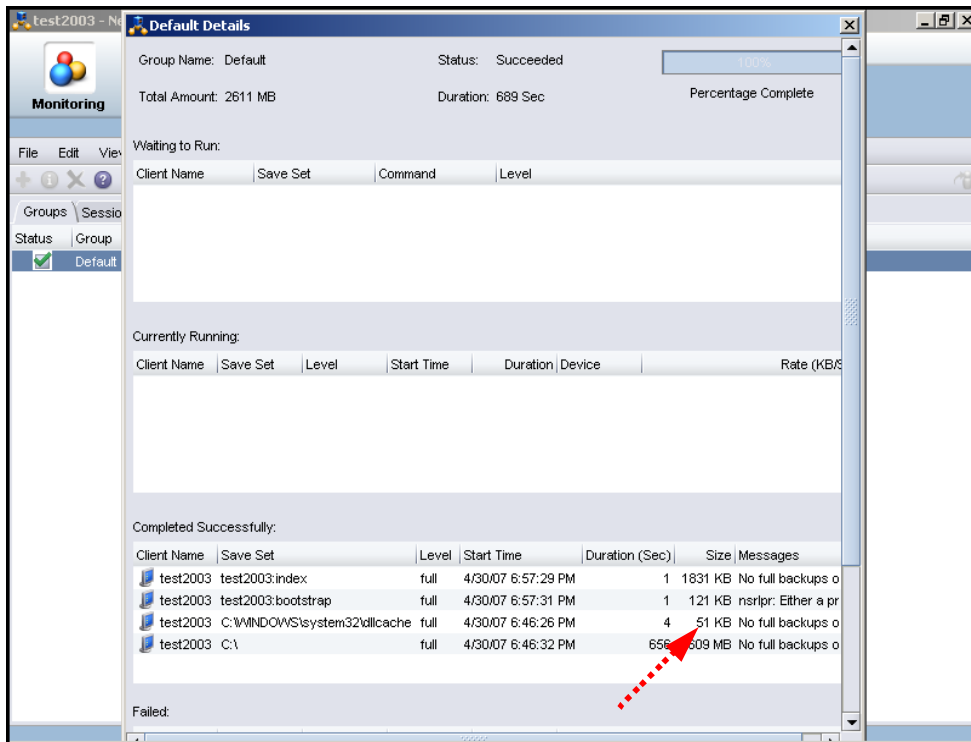 test2003 - Ne
Default Details
Monitoring
Group Name: Default Status: Succeeded 100%
Total Amount: 2611 MB Duration: 689 Sec Percentage Complete
File Edit Vie
Waiting to Run:
Client Name Save Set Command Level
Groups Sessio
Status Group
Default
Currently Running:
Client Name Save Set Level Start Time Duration Device Rate (KB/S
Completed Successfully:
Client Name Save Set Level Start Time Duration (Sec) Size Messages
test2003 test2003:index full 4/30/07 6:57:29 PM 1 1831 KB No full backups o
test2003 test2003:bootstrap full 4/30/07 6:57:31 PM 1 121 KB nsrlpr: Either a pr
test2003 C:\WINDOWS\system32\dllcache full 4/30/07 6:46:26 PM 4 51 KB No full backups o
test2003 C:\ full 4/30/07 6:46:32 PM 656 MB No full backups o
Failed: